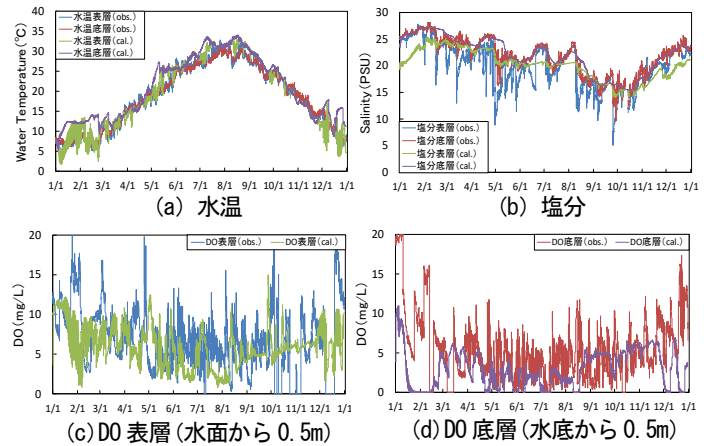 水温表層(obs.)
水温底層(obs.)
水温表層(cal.)
水温底層(cal.)
Water Temperature(℃)
40
35
30
25
20
15
10
5
0
1/1 2/1 3/1 4/1 5/1 6/1 7/1 8/1 9/1 10/1 11/1 12/1 1/1
(a) 水温
Salinity(PSU)
30
25
20
15
10
5
0
塩分表層(obs.)
塩分底層(obs.)
塩分表層(cal.)
塩分底層(cal.)
1/1 2/1 3/1 4/1 5/1 6/1 7/1 8/1 9/1 10/1 11/1 12/1 1/1
(b) 塩分
DO表層(obs.) DO表層(cal.)
DO(mg/L)
20
15
10
5
0
1/1 2/1 3/1 4/1 5/1 6/1 7/1 8/1 9/1 10/1 11/1 12/1 1/1
(c)DO 表層(水面から 0.5m)
DO底層(obs.) DO底層(cal.)
DO(mg/L)
20
15
10
5
0
1/1 2/1 3/1 4/1 5/1 6/1 7/1 8/1 9/1 10/1 11/1 12/1 1/1
(d)DO 底層(水底から 0.5m)